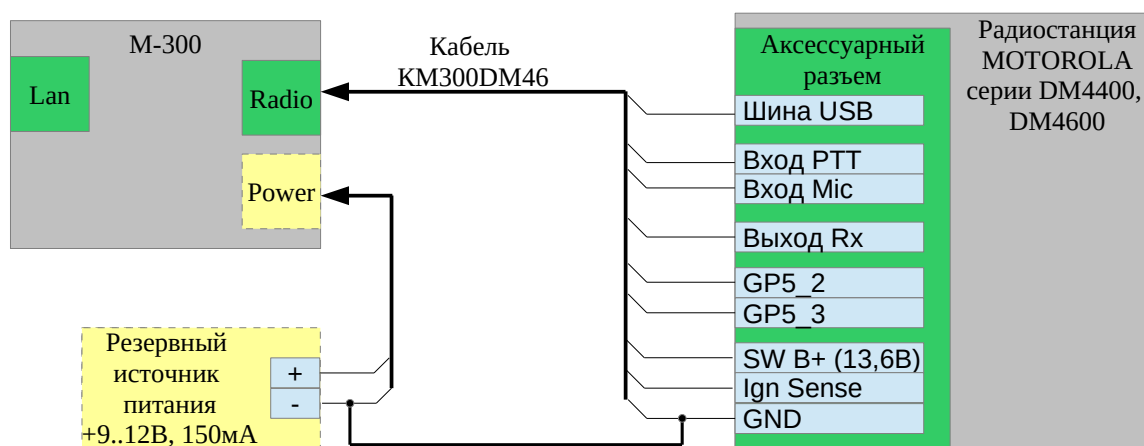 М-300
Lan
Radio
Power
Кабель
КМ300DM46
Аксессуарный
разъем
Шина USB
Вход PTT
Вход Mic
Выход Rx
GP5_2
GP5_3
SW B+ (13,6В)
Ign Sense
GND
Радиостанция
MOTOROLA
серии DM4400,
DM4600
Резервный
источник
питания
+9..12В, 150мА
+
-